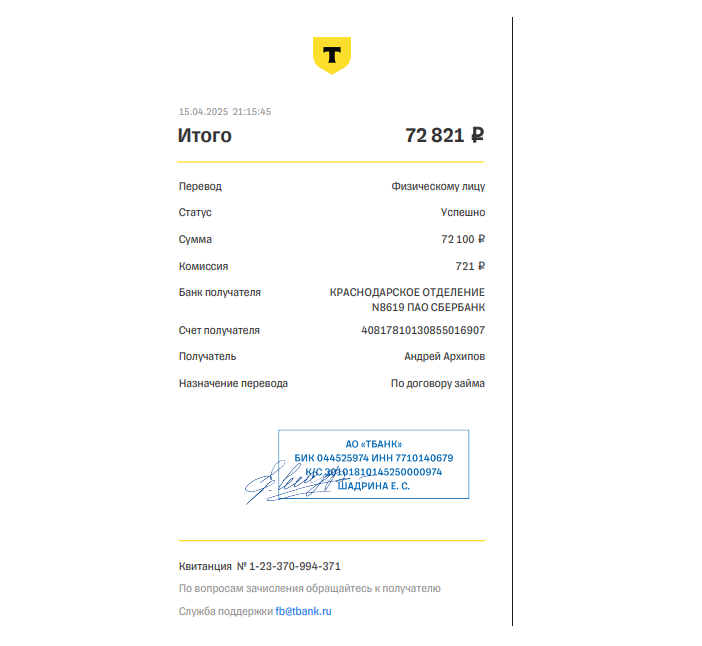 Т
15.04.2025 21:15:45
Итого 72 821 ₽
Перевод Физическому лицу
Статус Успешно
Сумма 72 100 ₽
Комиссия 721 ₽
Банк получателя КРАСНОДАРСКОЕ ОТДЕЛЕНИЕ
N8619 ПАО СБЕРБАНК
Счет получателя 40817810130855016907
Получатель Андрей Архипов
Назначение перевода По договору займа
АО «ТБАНК»
БИК 044525974 ИНН 7710140679
К/С 30101810145250000974
ШАДРИНА Е. С.
Квитанция № 1-23-370-994-371
По вопросам зачисления обращайтесь к получателю
Служба поддержки fb@tbank.ru